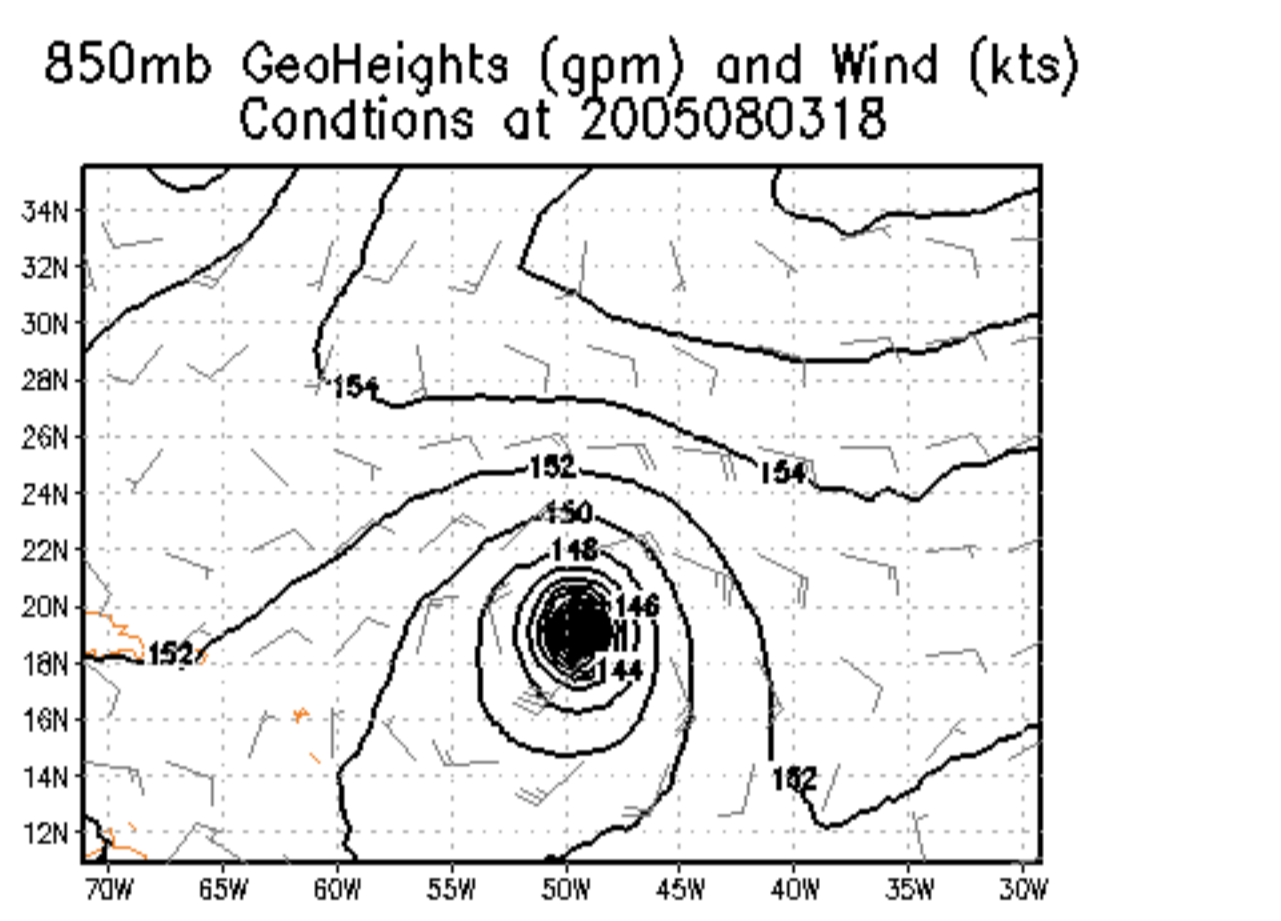 850mb GeoHeights (gpm) and Wind (kts)
Condtions at 2005080318
34N
32N
30N
28N
154
26N
152
154
24N
150
22N
148
20N
146
152
18N
144
16N
14N
152
12N
70W 65W 60W 55W 50W 45W 40W 35W 30W